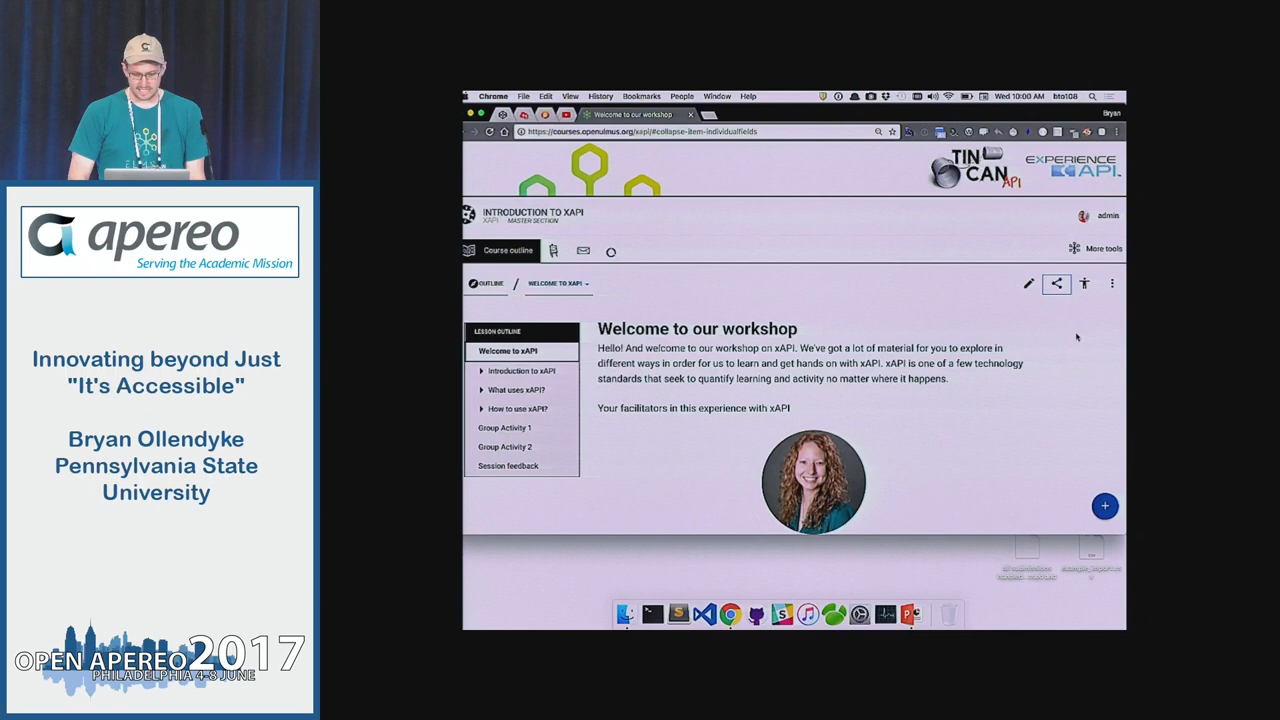 apereo
Serving the Academic Mission
Innovating beyond Just
"It's Accessible"
Bryan Ollendyke
Pennsylvania State
University
OPEN APEREO 2017
PHILADELPHIA 4-8 JUNE
Chrome File Edit View History Bookmarks People Window Help
Wed 10:00 AM bto108
Welcome to our workshop
Bryan
https://courses.openulmus.org/xapi/#collapse-item-individualfields
TIN CAN API
EXPERIENCE API
INTRODUCTION TO XAPI
XAPI MASTER SECTION
admin
Course outline
More tools
OUTLINE / WELCOME TO XAPI
LESSON OUTLINE
Welcome to xAPI
Introduction to xAPI
What uses xAPI?
How to use xAPI?
Group Activity 1
Group Activity 2
Session feedback
Welcome to our workshop
Hello! And welcome to our workshop on xAPI. We've got a lot of material for you to explore in
different ways in order for us to learn and get hands on with xAPI. xAPI is one of a few technology
standards that seek to quantify learning and activity no matter where it happens.
Your facilitators in this experience with xAPI